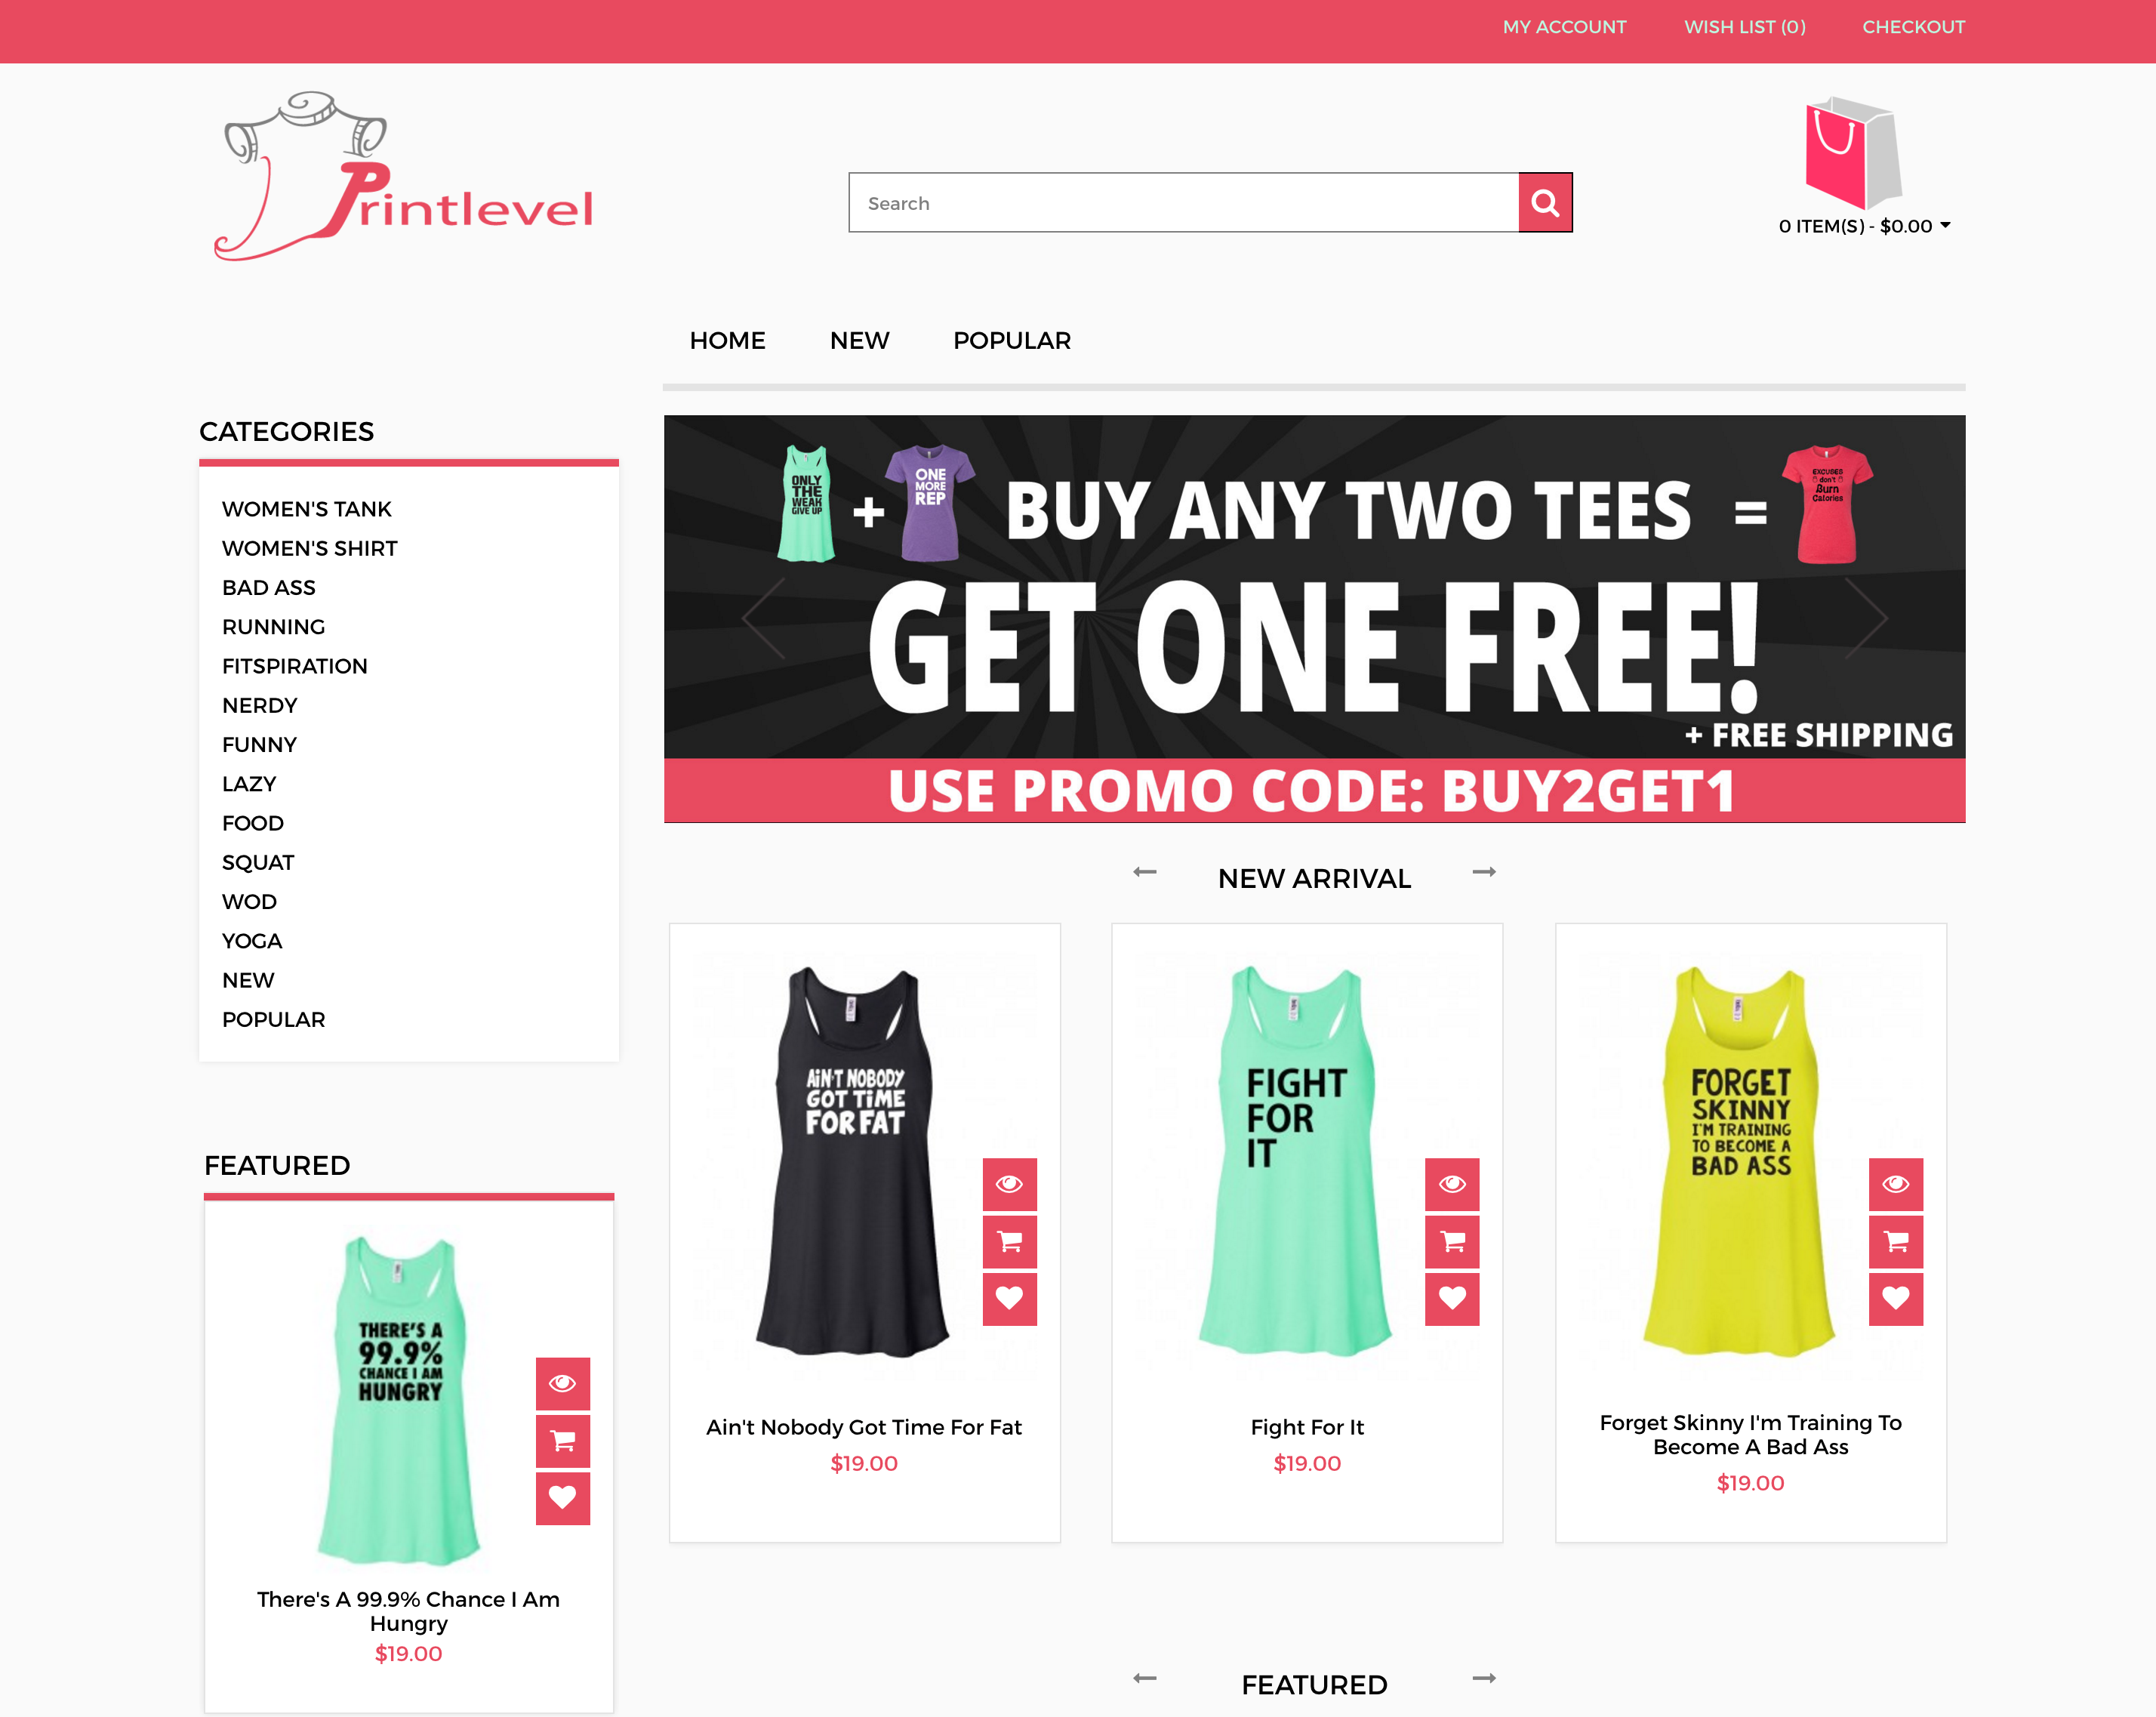 MY ACCOUNT
WISH LIST (0)
CHECKOUT
Printlevel
Search
0 ITEM(S) - $0.00
HOME
NEW
POPULAR
CATEGORIES
WOMEN'S TANK
WOMEN'S SHIRT
BAD ASS
RUNNING
FITSPIRATION
NERDY
FUNNY
LAZY
FOOD
SQUAT
WOD
YOGA
NEW
POPULAR
ONLY
THE
WEAK
GIVE UP
+
ONE
MORE
REP
BUY ANY TWO TEES
=
EXCUSES
don't
Burn
Calories
GET ONE FREE!
+ FREE SHIPPING
USE PROMO CODE: BUY2GET1
NEW ARRIVAL
AIN'T NOBODY
GOT TIME
FOR FAT
Ain't Nobody Got Time For Fat
$19.00
FIGHT
FOR
IT
Fight For It
$19.00
FORGET
SKINNY
I'M TRAINING
TO BECOME A
BAD ASS
Forget Skinny I'm Training To
Become A Bad Ass
$19.00
FEATURED
THERE'S A
99.9%
CHANCE I AM
HUNGRY
There's A 99.9% Chance I Am
Hungry
$19.00
FEATURED